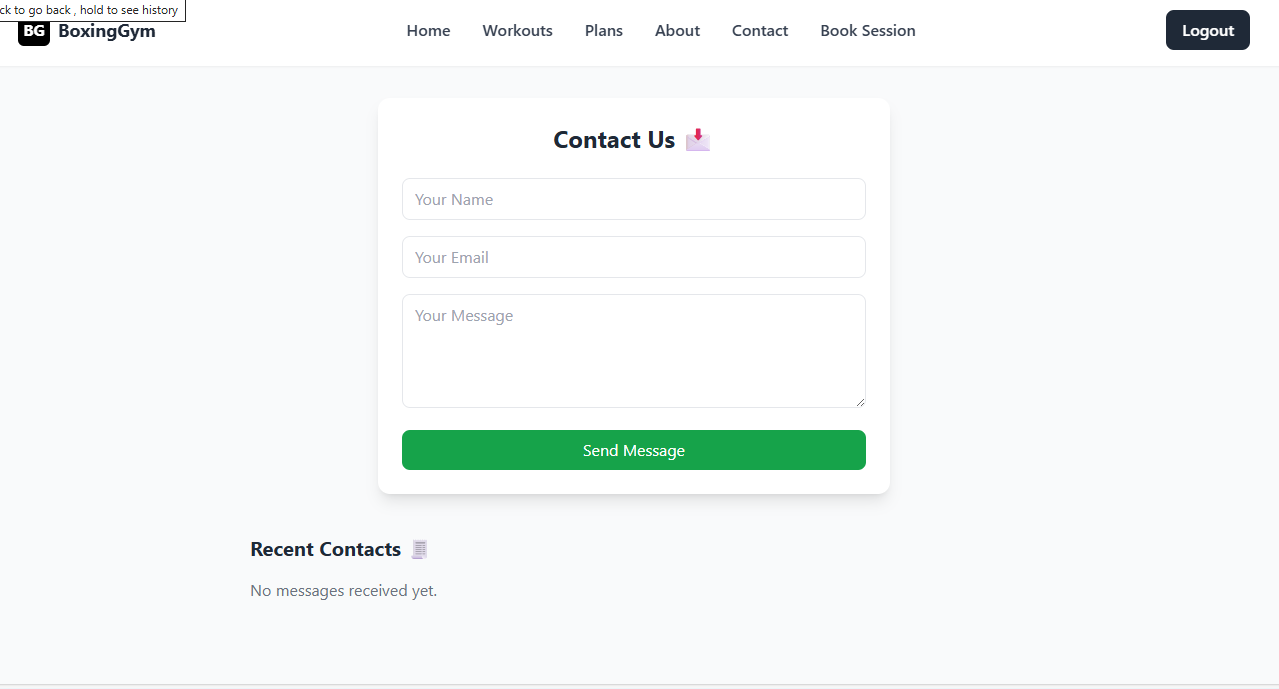 ck to go back , hold to see history
BG BoxingGym
Home Workouts Plans About Contact Book Session
Logout
Contact Us
Your Name
Your Email
Your Message
Send Message
Recent Contacts
No messages received yet.